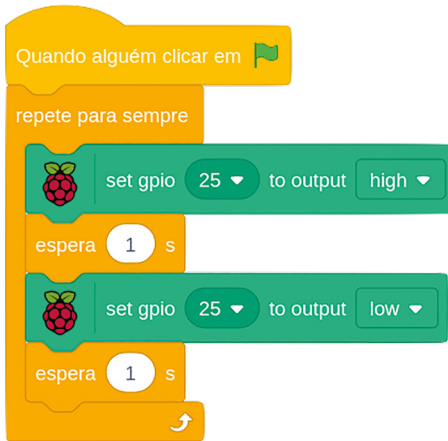 Quando alguém clicar em
repete para sempre
set gpio 25 to output high
espera 1 s
set gpio 25 to output low
espera 1 s